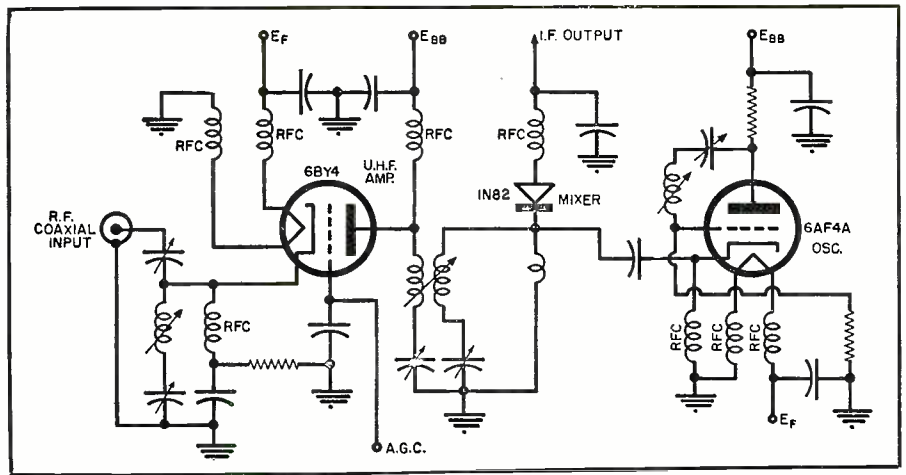 EF
EBB
I.F. OUTPUT
EBB
RFC
RFC
RFC
RFC
6BY4
U.H.F.
AMP.
IN82
MIXER
R.F.
COAXIAL
INPUT
6AF4A
OSC.
RFC
RFC
RFC
RFC
A.G.C.
EF